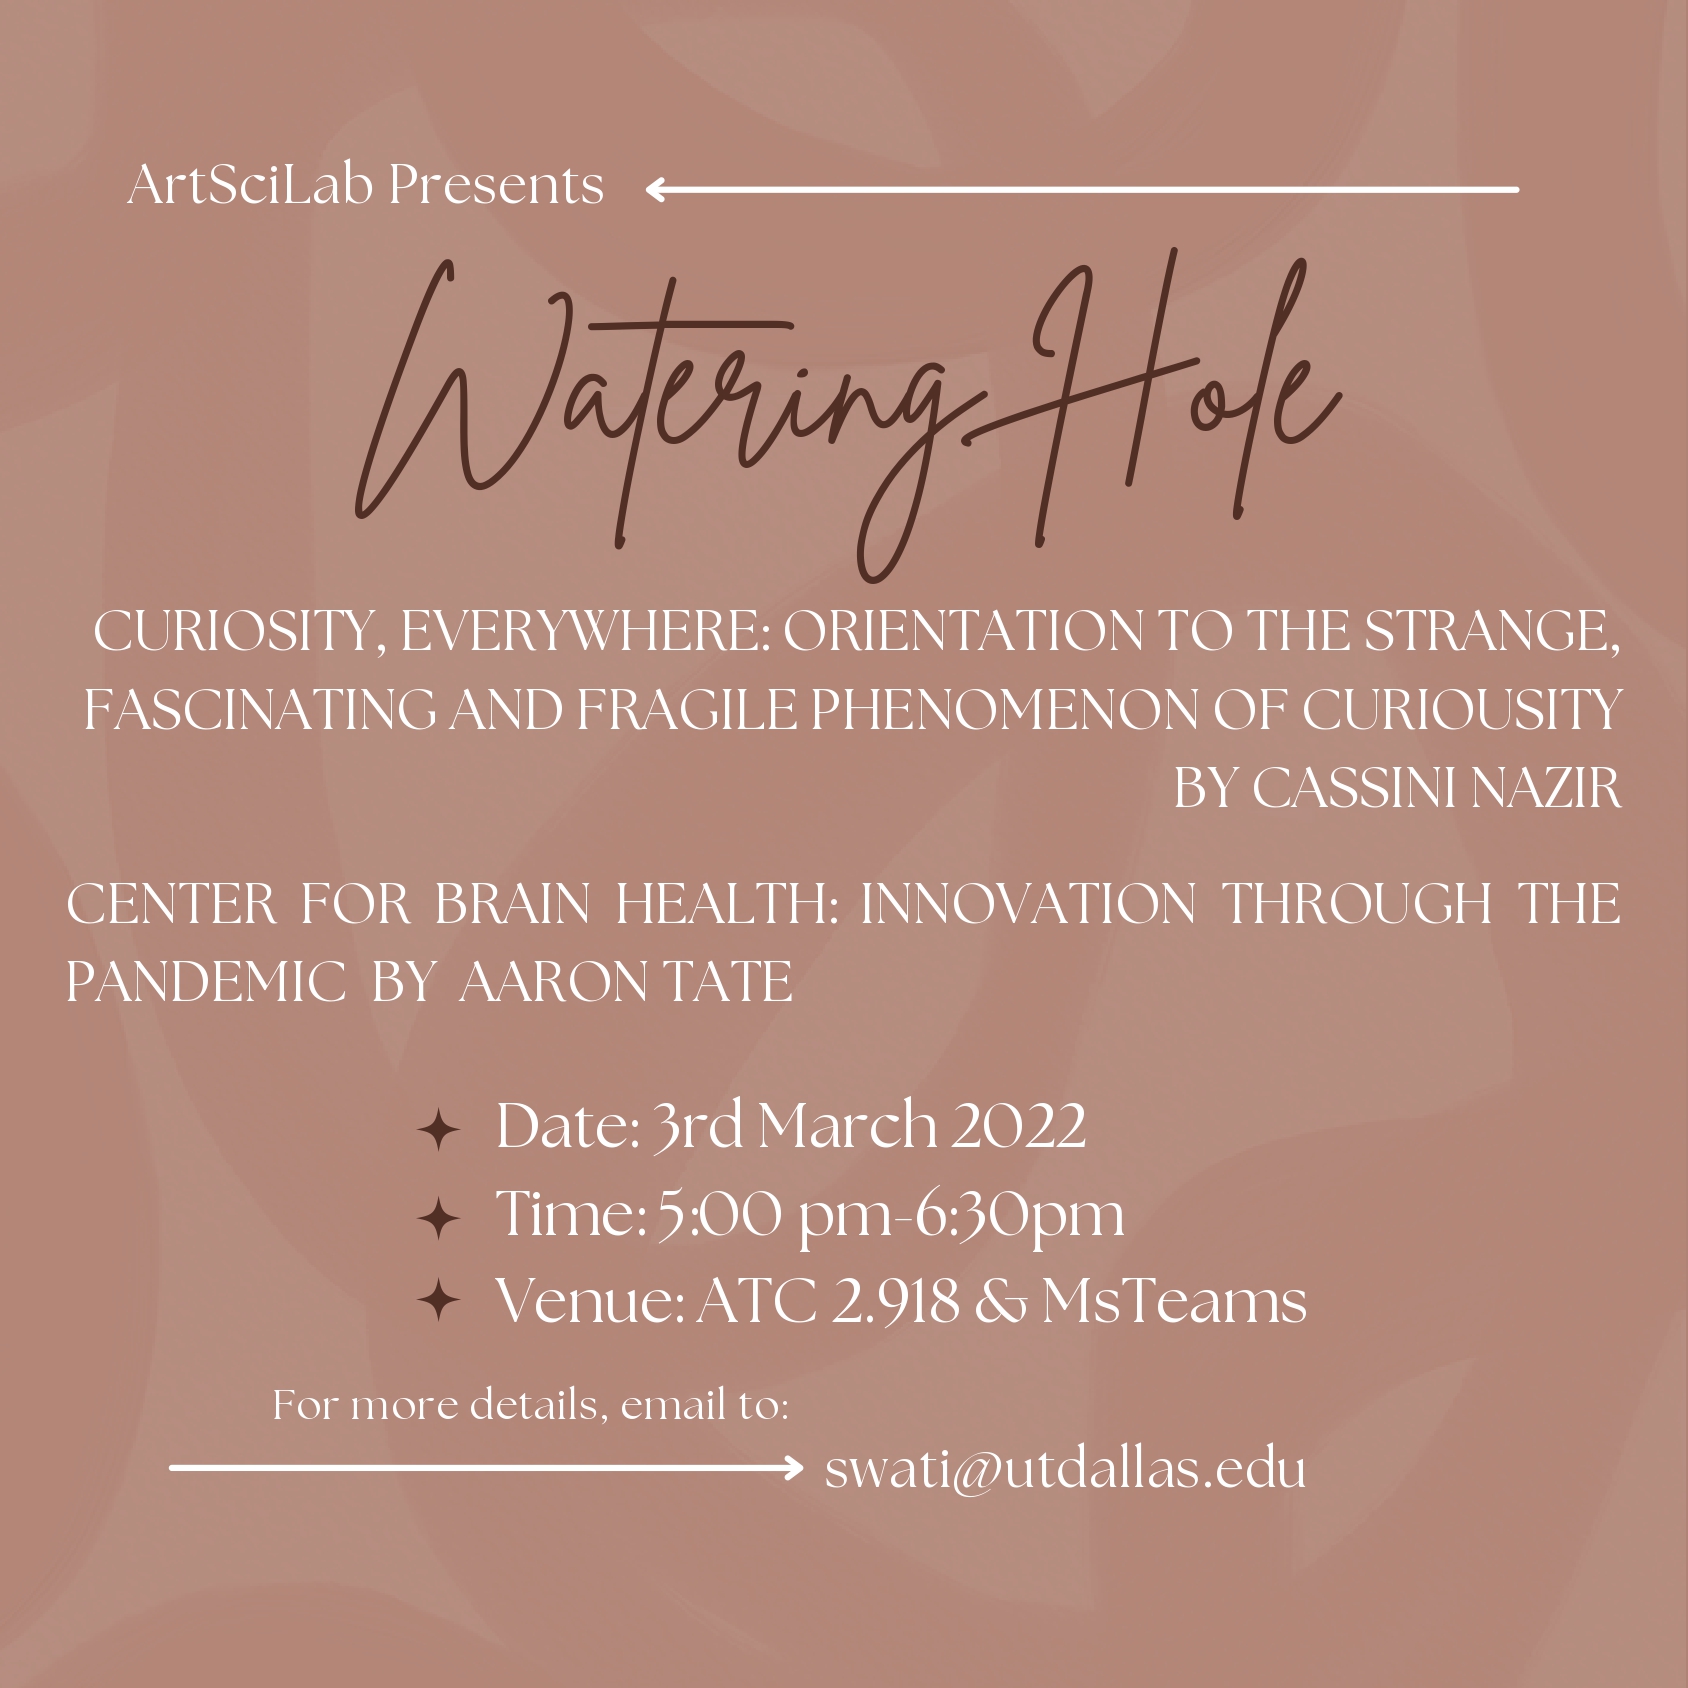 ArtSciLab Presents
Watering Hole
CURIOSITY, EVERYWHERE: ORIENTATION TO THE STRANGE,
FASCINATING AND FRAGILE PHENOMENON OF CURIOUSITY
BY CASSINI NAZIR
CENTER FOR BRAIN HEALTH: INNOVATION THROUGH THE
PANDEMIC BY AARON TATE
Date: 3rd March 2022
Time: 5:00 pm-6:30pm
Venue: ATC 2.918 & MsTeams
For more details, email to:
swati@utdallas.edu